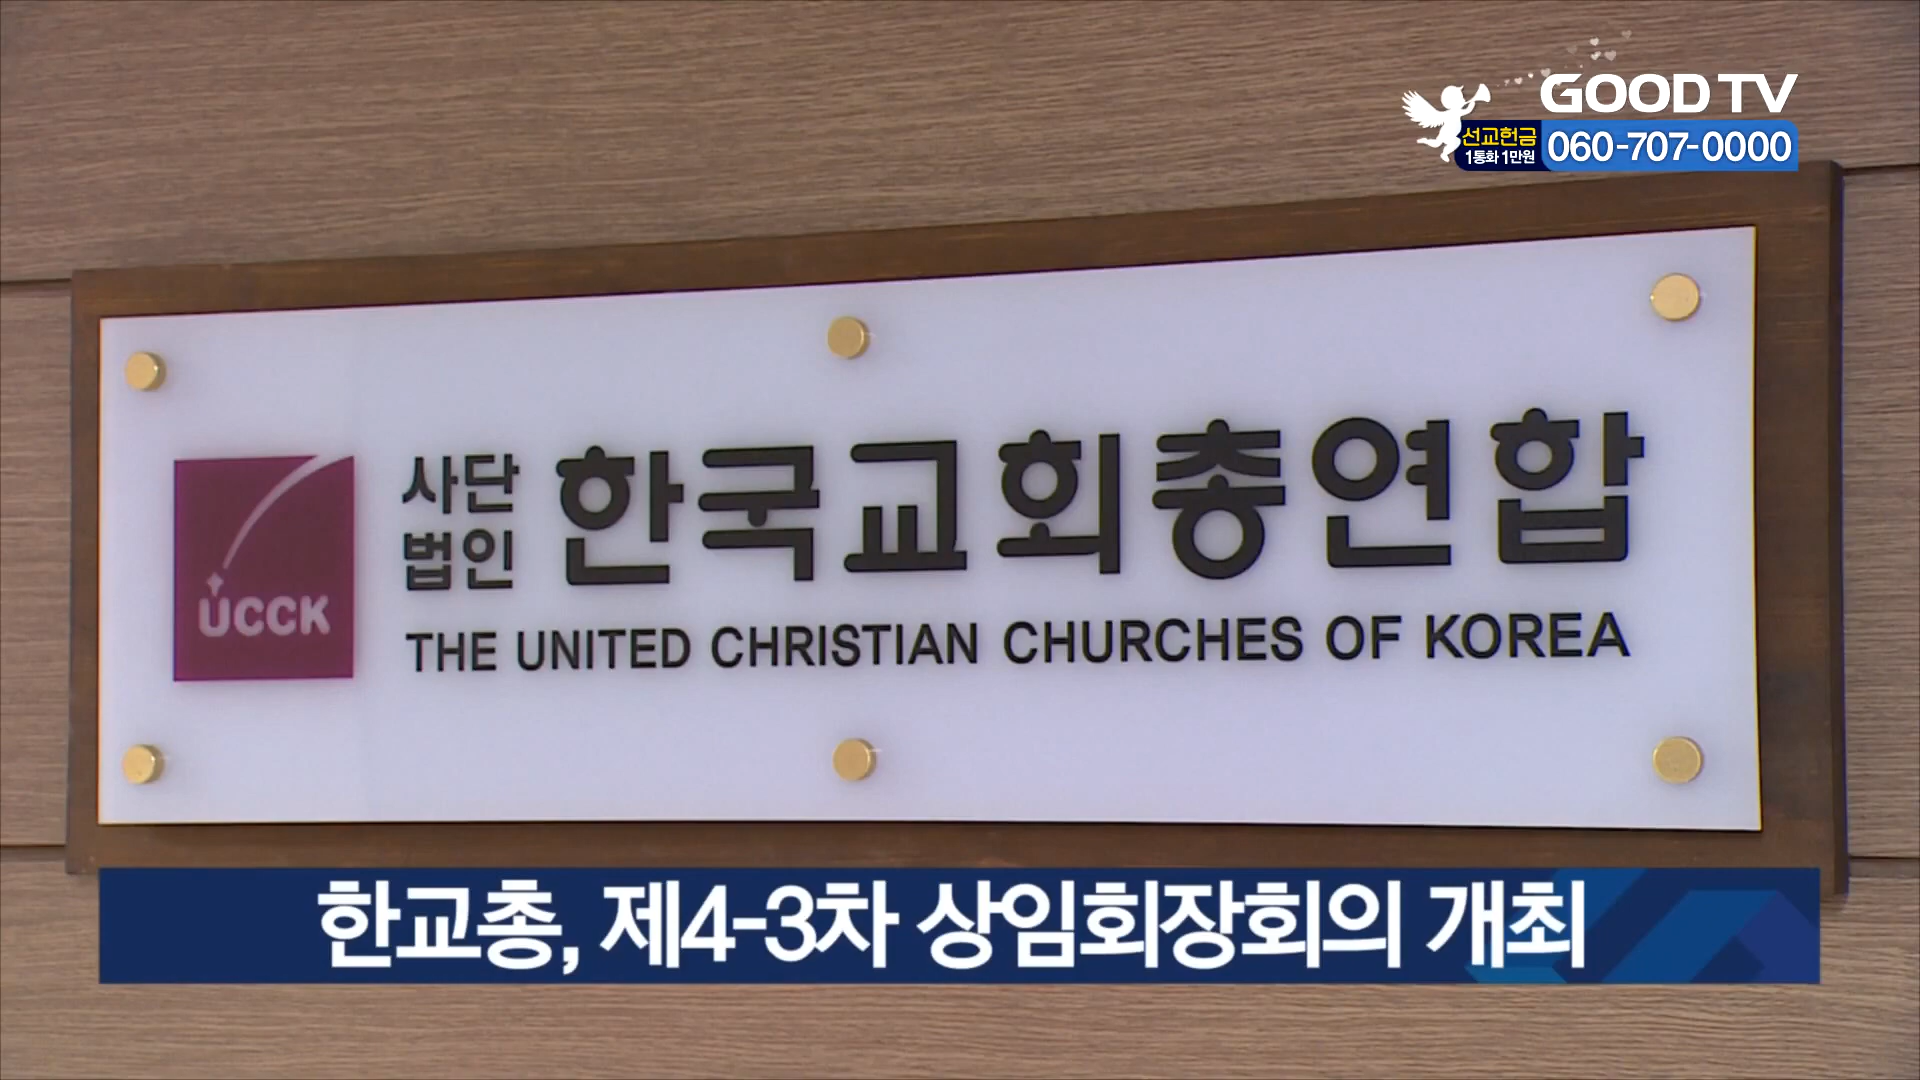 GOOD TV
선교헌금
1통화 1만원
060-707-0000
사단
법인
한국교회총연합
THE UNITED CHRISTIAN CHURCHES OF KOREA
UCCK
한교총, 제4-3차 상임회장회의 개최